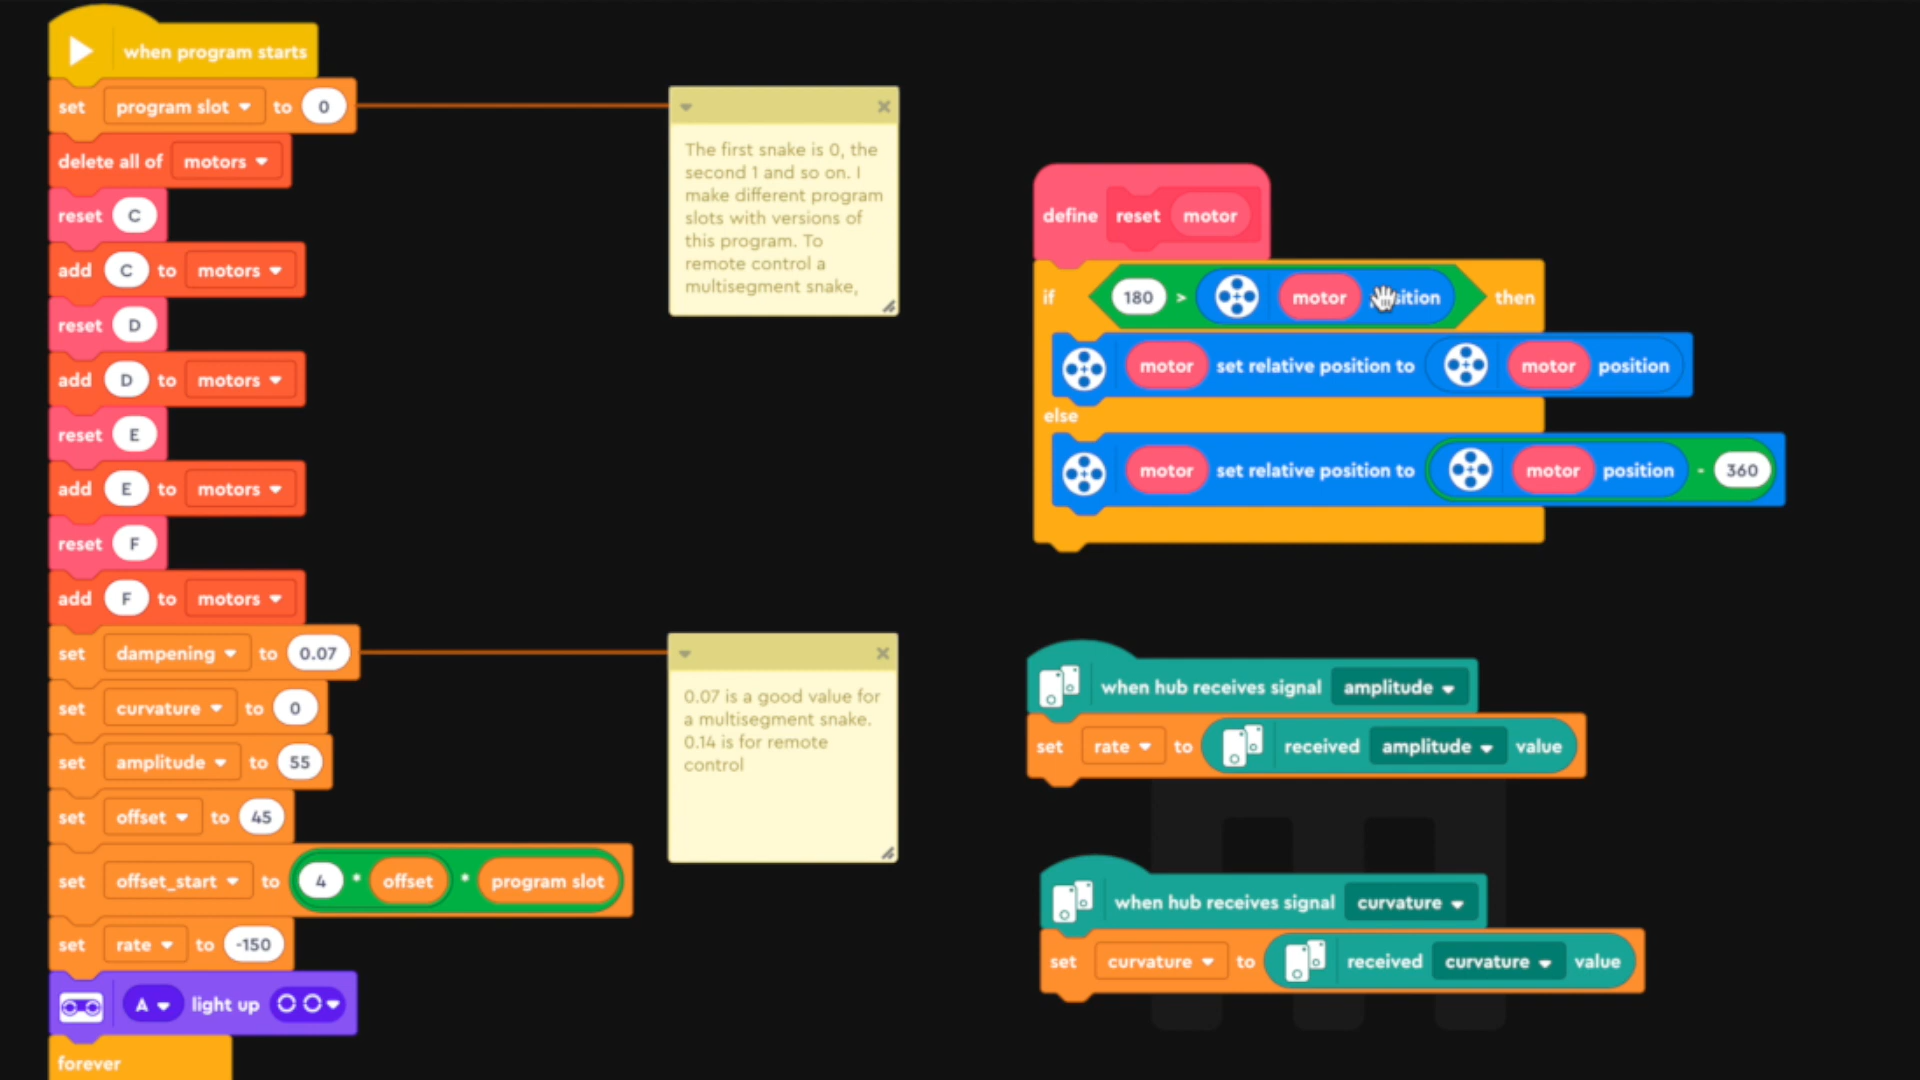 when program starts
set program slot to 0
delete all of motors
reset C
add C to motors
reset D
add D to motors
reset E
add E to motors
reset F
add F to motors
set dampening to 0.07
set curvature to 0
set amplitude to 55
set offset to 45
set offset_start to 4 * offset * program slot
set rate to -150
A light up
forever
The first snake is 0, the
second 1 and so on. I
make different program
slots with versions of
this program. To
remote control a
multisegment snake,
0.07 is a good value for
a multisegment snake.
0.14 is for remote
control
define reset motor
if 180 > motor sition then
motor set relative position to motor position
else
motor set relative position to motor position - 360
when hub receives signal amplitude
set rate to received amplitude value
when hub receives signal curvature
set curvature to received curvature value